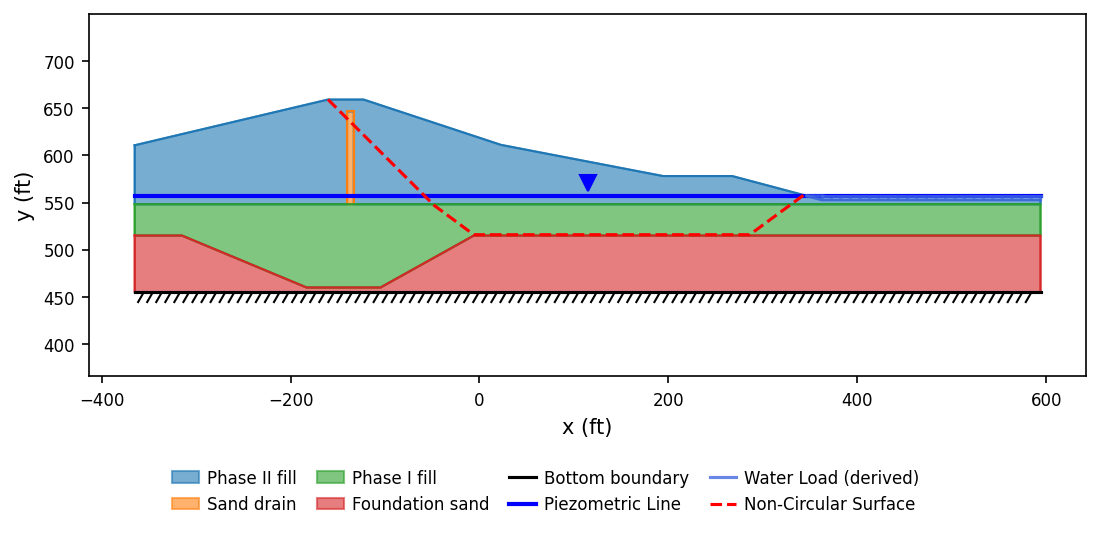 700
650
600
550
500
450
400
y (ft)
−400 −200 0 200 400 600
x (ft)
Phase II fill Phase I fill Bottom boundary Water Load (derived)
Sand drain Foundation sand Piezometric Line Non-Circular Surface